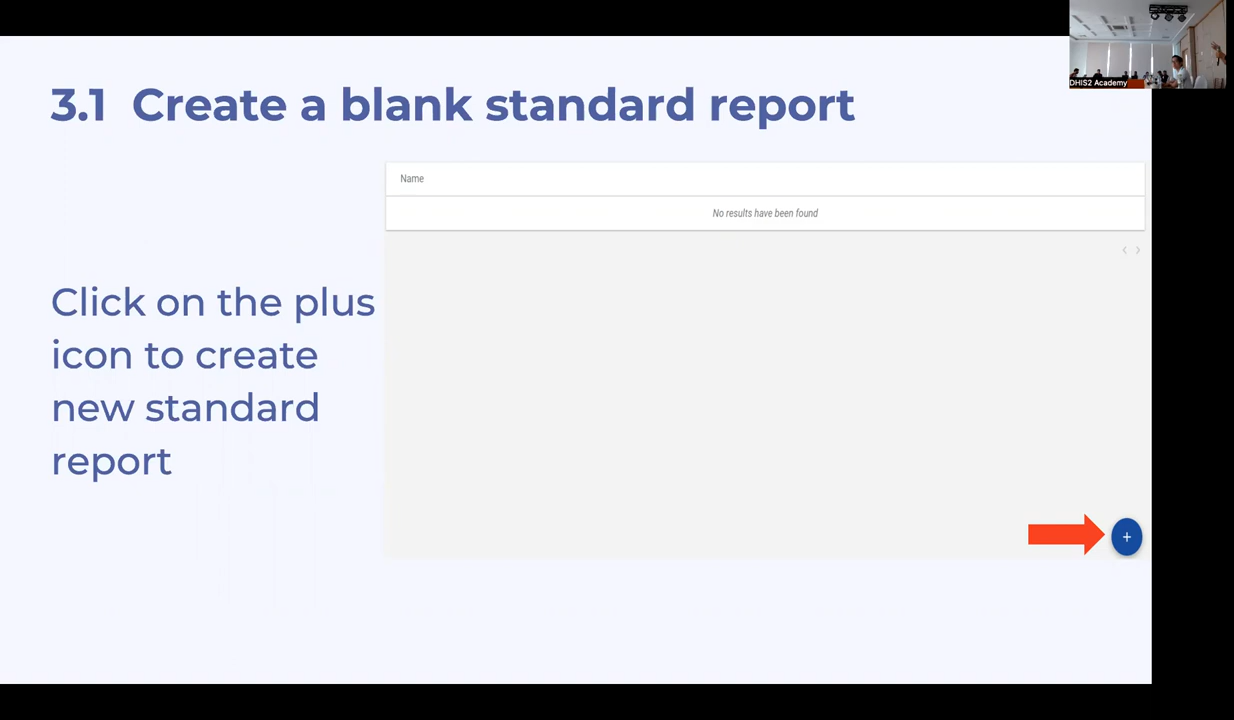 DHIS2 Academy
3.1 Create a blank standard report
Name
No results have been found
Click on the plus
icon to create
new standard
report
+